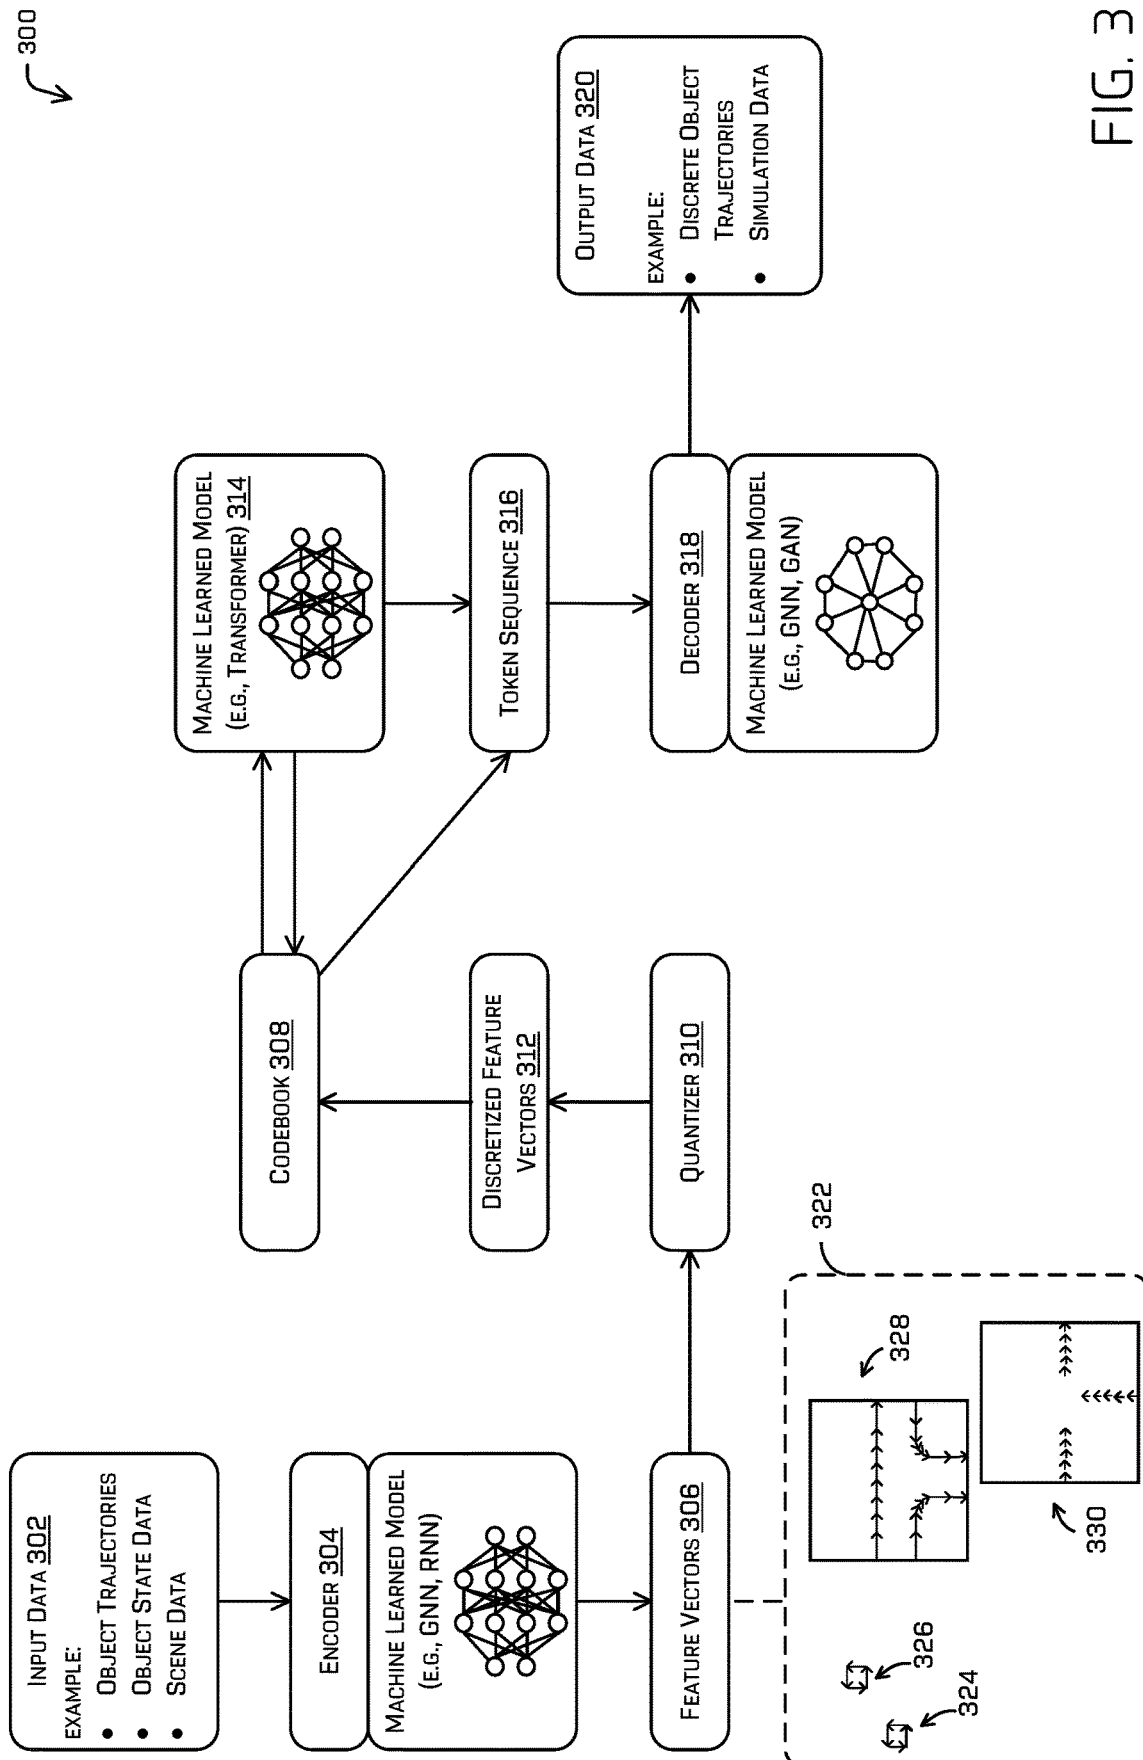 300
INPUT DATA 302
EXAMPLE:
• OBJECT TRAJECTORIES
• OBJECT STATE DATA
• SCENE DATA
ENCODER 304
MACHINE LEARNED MODEL
(E.G., GNN, RNN)
FEATURE VECTORS 306
CODEBOOK 308
DISCRETIZED FEATURE
VECTORS 312
QUANTIZER 310
MACHINE LEARNED MODEL
(E.G., TRANSFORMER) 314
TOKEN SEQUENCE 316
DECODER 318
MACHINE LEARNED MODEL
(E.G., GNN, GAN)
OUTPUT DATA 320
EXAMPLE:
• DISCRETE OBJECT
TRAJECTORIES
• SIMULATION DATA
322
324
326
328
330
FIG. 3